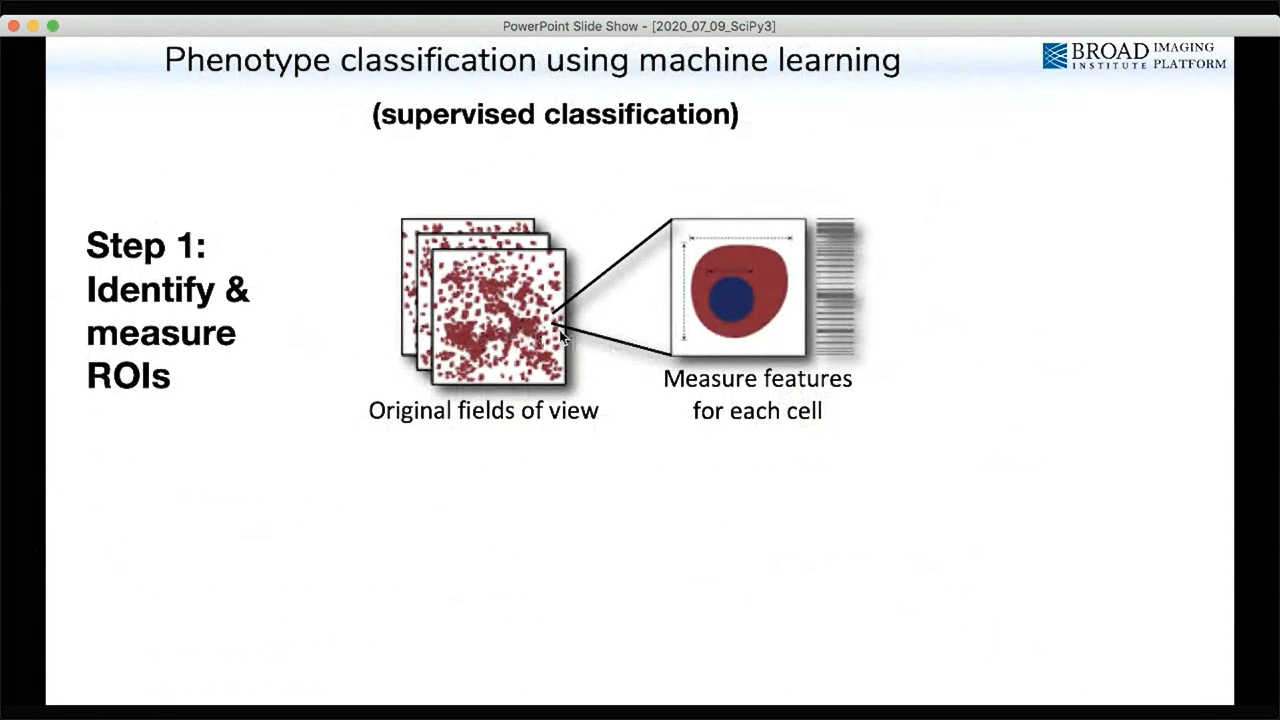 PowerPoint Slide Show - [2020_07_09_SciPy3]
Phenotype classification using machine learning
BROAD INSTITUTE IMAGING PLATFORM
(supervised classification)
Step 1:
Identify &
measure
ROIs
Original fields of view
Measure features
for each cell